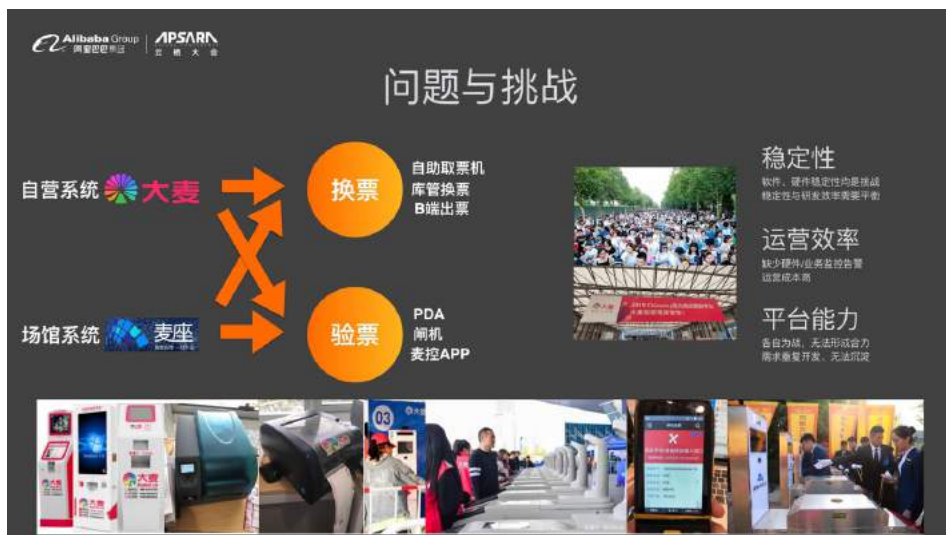 Alibaba Group
阿里巴巴集团
APSARA
云栖大会
问题与挑战
自营系统
大麦
换票
自助取票机
库管换票
B端出票
场馆系统
麦座
验票
PDA
闸机
麦控APP
稳定性
软件、硬件稳定性均是挑战
稳定性与研发效率需要平衡
运营效率
缺少硬件/业务监控告警
运营成本高
平台能力
各自为战，无法形成合力
需求重复开发、无法沉淀
大麦
大麦
大麦
03